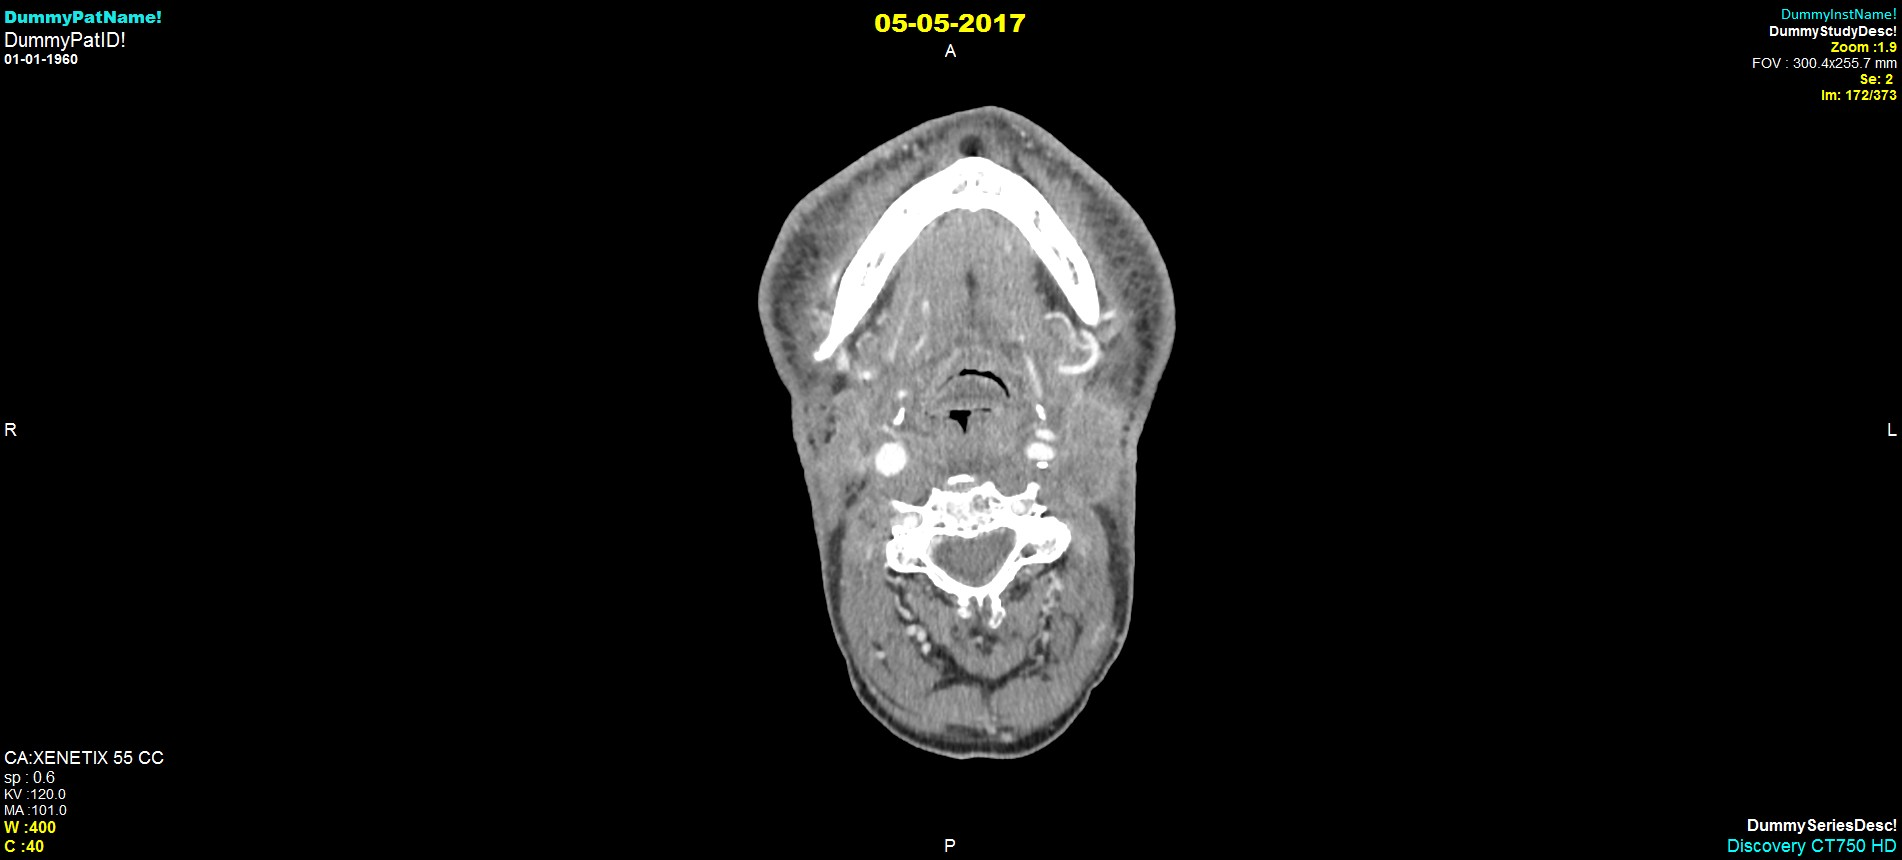 DummyPatName!
DummyPatID!
01-01-1960
05-05-2017
A
DummyInstName!
DummyStudyDesc!
Zoom :1.9
FOV : 300.4x255.7 mm
Se: 2
Im: 172/373
R
L
CA:XENETIX 55 CC
sp : 0.6
KV :120.0
MA :101.0
W :400
C :40
P
DummySeriesDesc!
Discovery CT750 HD